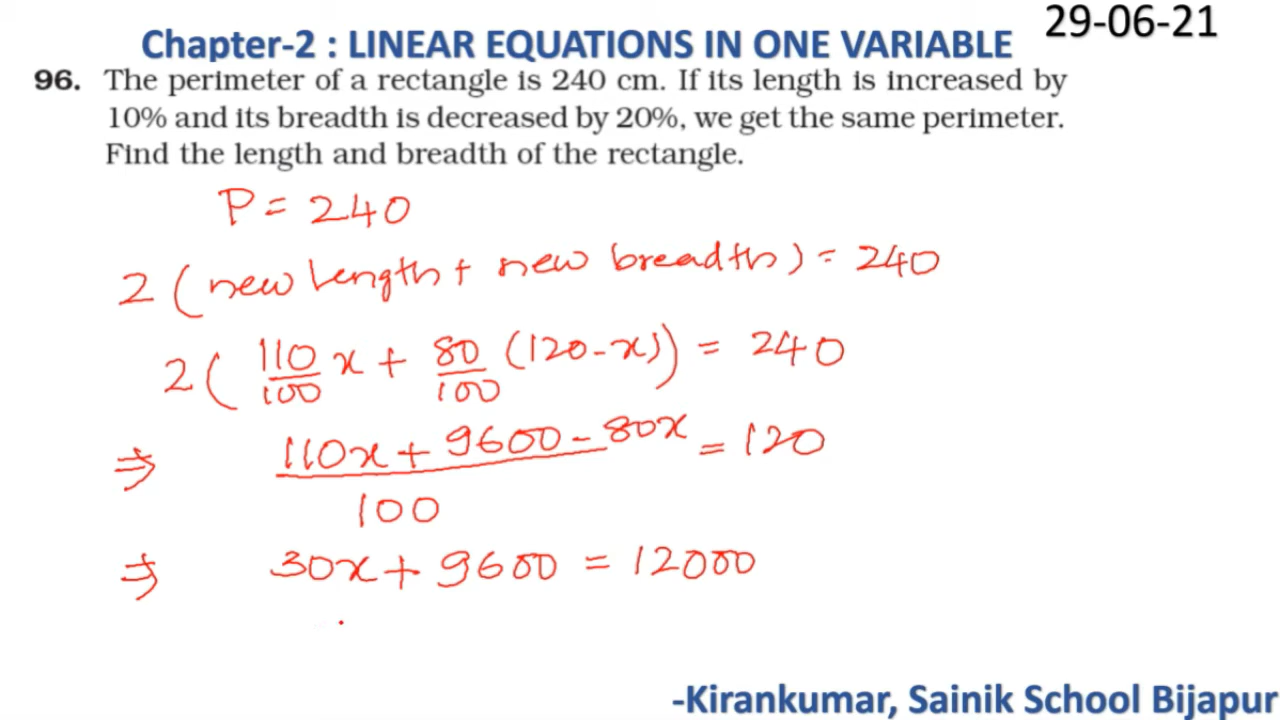 29-06-21
Chapter-2 : LINEAR EQUATIONS IN ONE VARIABLE
96. The perimeter of a rectangle is 240 cm. If its length is increased by
10% and its breadth is decreased by 20%, we get the same perimeter.
Find the length and breadth of the rectangle.
P = 240
2 ( new length + new breadth ) = 240
2 ( 110/100 x + 80/100 (120 - x) ) = 240
⇒ 110x + 9600 - 80x / 100 = 120
⇒ 30x + 9600 = 12000
-Kirankumar, Sainik School Bijapur